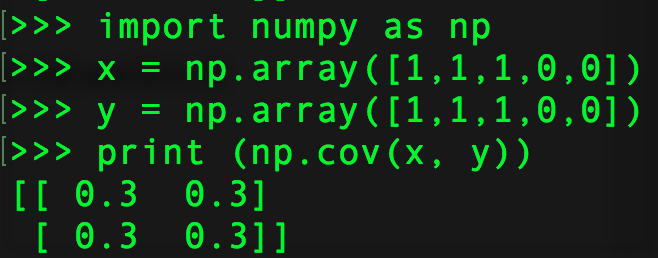 [>>> import numpy as np
[>>> x = np.array([1,1,1,0,0])
[>>> y = np.array([1,1,1,0,0])
[>>> print (np.cov(x, y))
[[ 0.3  0.3]
 [ 0.3  0.3]]